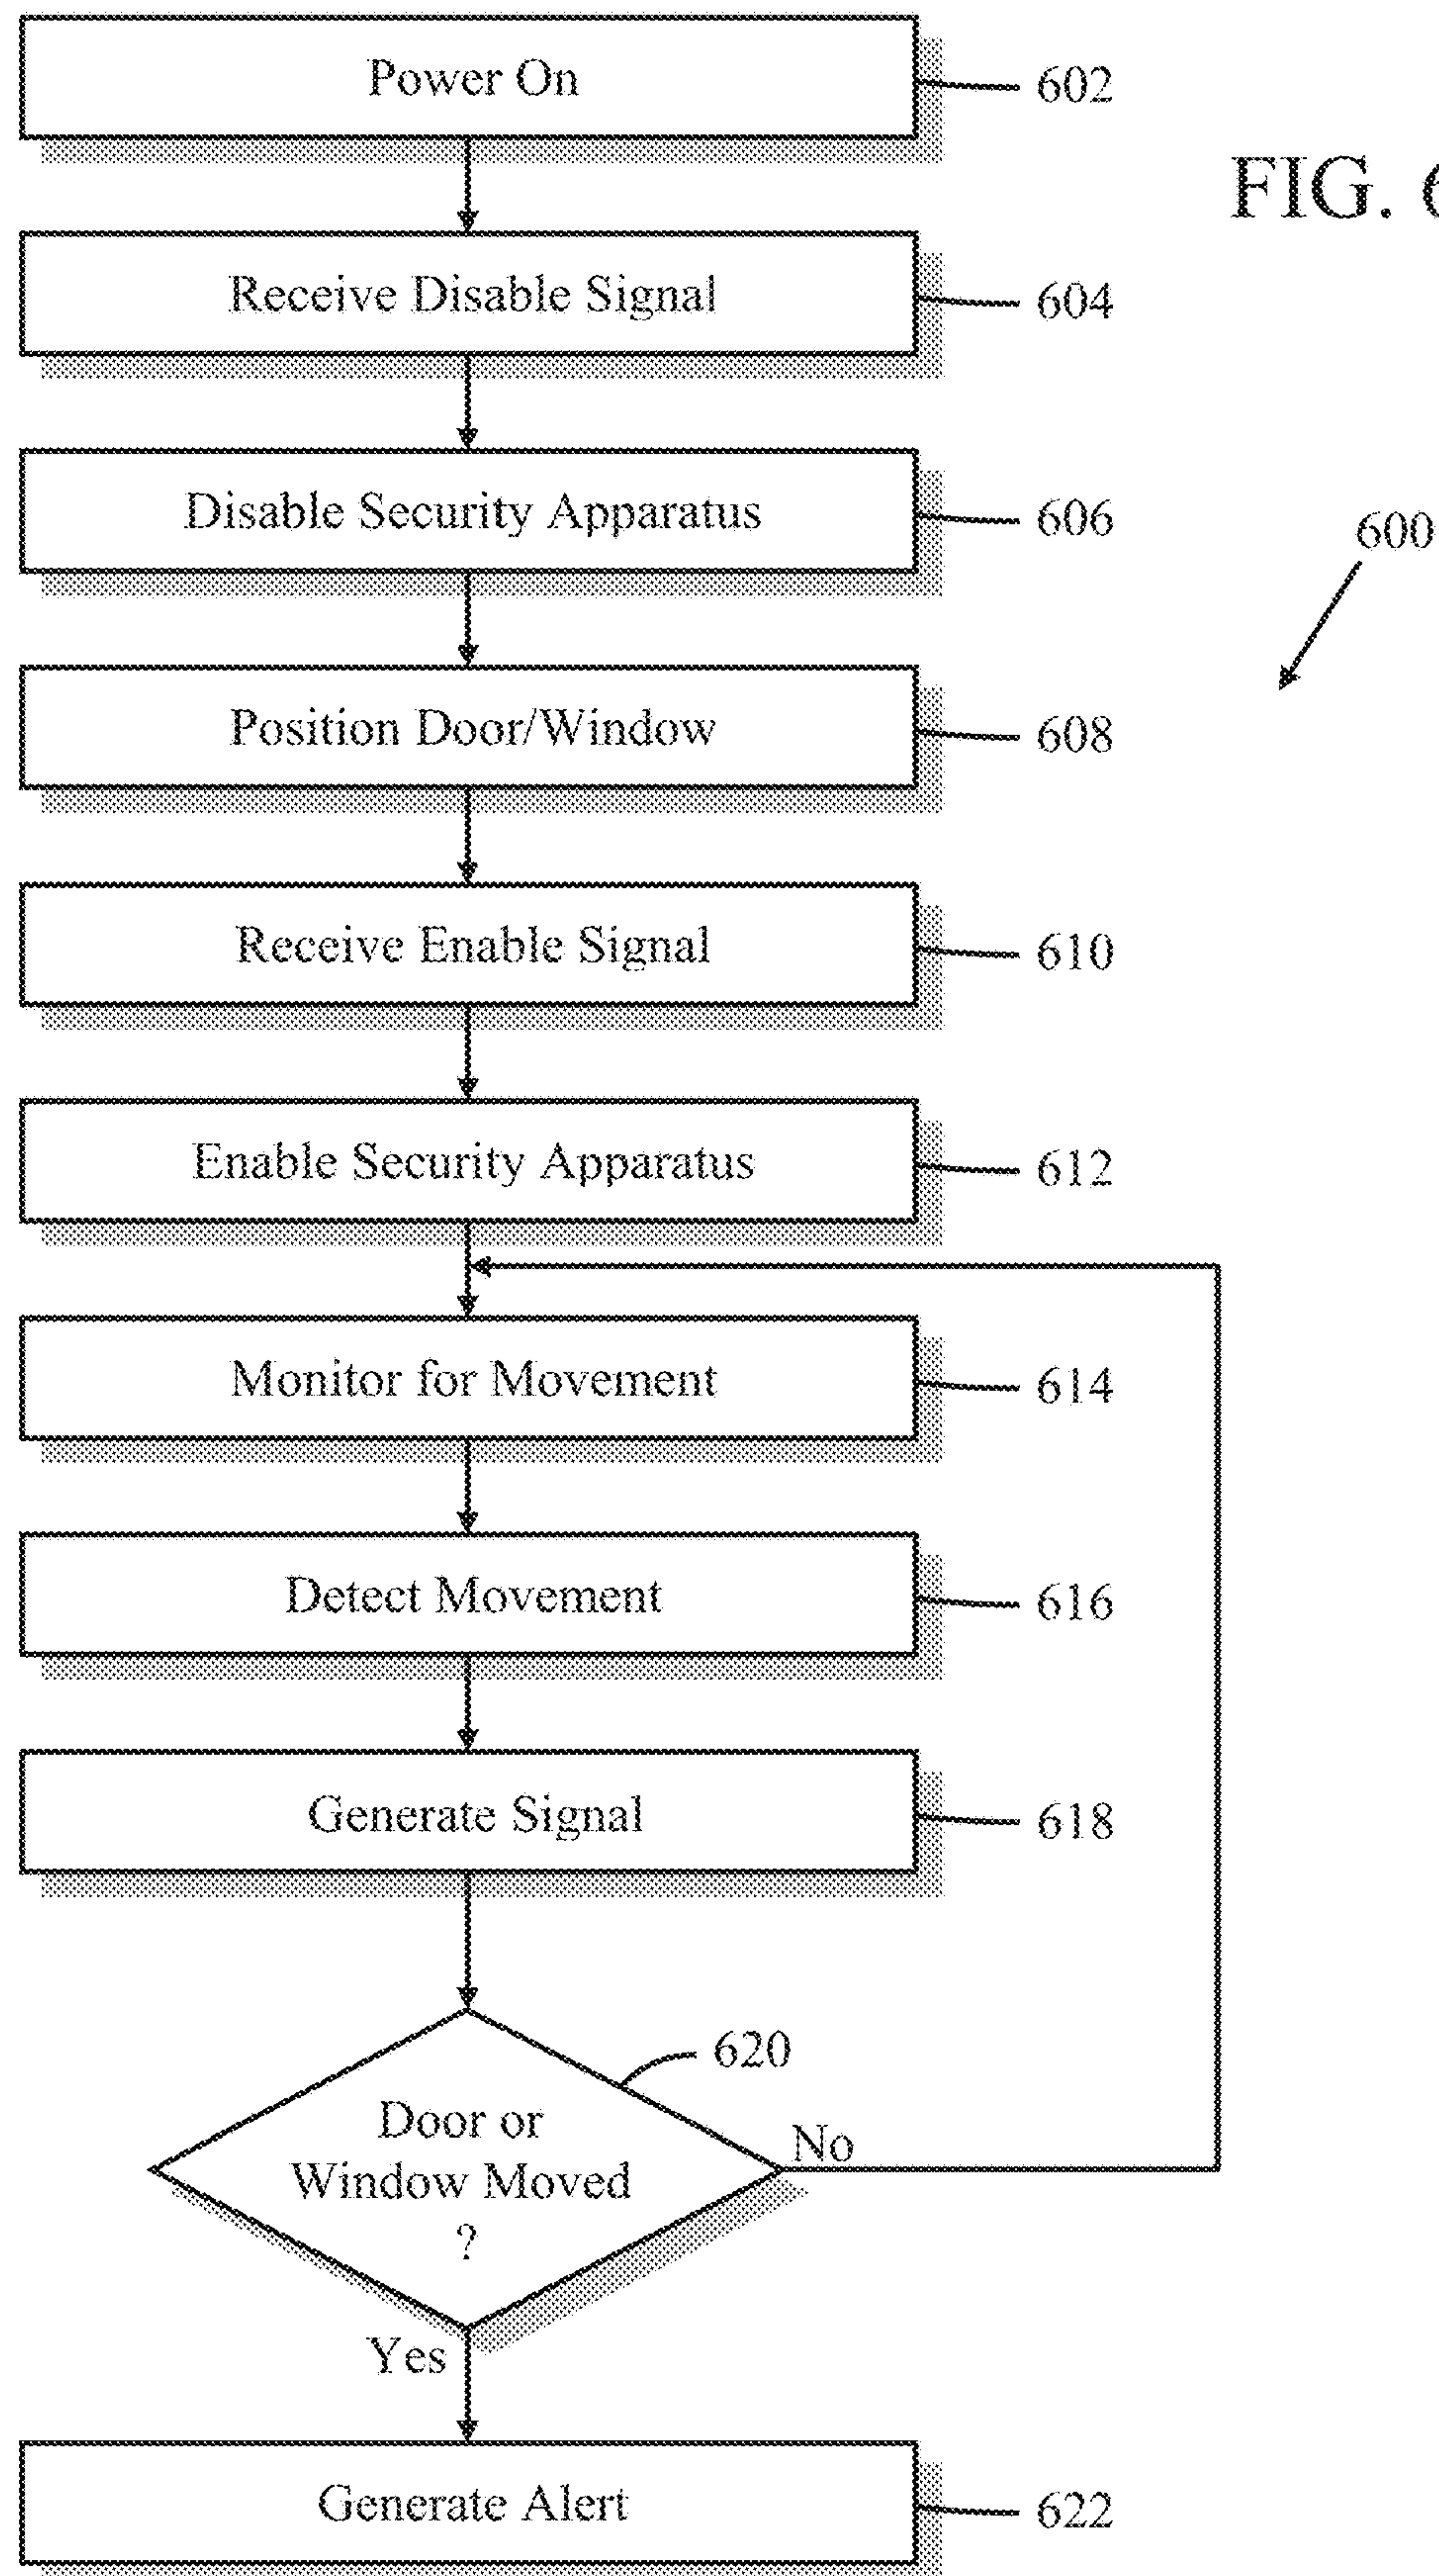 Power On
602
FIG. 6
Receive Disable Signal
604
Disable Security Apparatus
606
600
Position Door/Window
608
Receive Enable Signal
610
Enable Security Apparatus
612
Monitor for Movement
614
Detect Movement
616
Generate Signal
618
620
Door or
Window Moved
?
No
Yes
Generate Alert
622